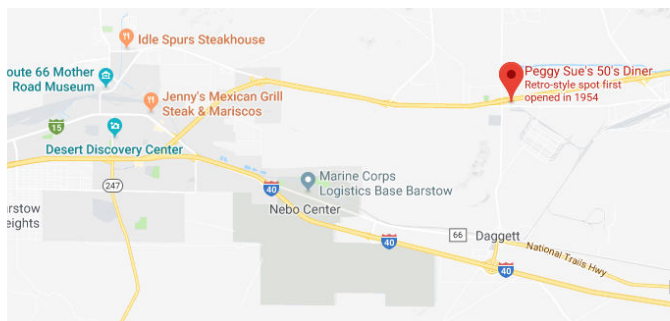 Idle Spurs Steakhouse
oute 66 Mother
Road Museum
Peggy Sue's 50's Diner
Retro-style spot first
opened in 1954
Jenny's Mexican Grill
Steak & Mariscos
15
Desert Discovery Center
247
40
Marine Corps
Logistics Base Barstow
Nebo Center
arstow
eights
40
66
Daggett
National Trails Hwy
40